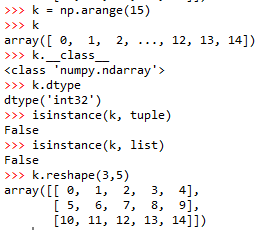 >>> k = np.arange(15)
>>> k
array([ 0,  1,  2, ..., 12, 13, 14])
>>> k.__class__
<class 'numpy.ndarray'>
>>> k.dtype
dtype('int32')
>>> isinstance(k, tuple)
False
>>> isinstance(k, list)
False
>>> k.reshape(3,5)
array([[ 0,  1,  2,  3,  4],
       [ 5,  6,  7,  8,  9],
       [10, 11, 12, 13, 14]])